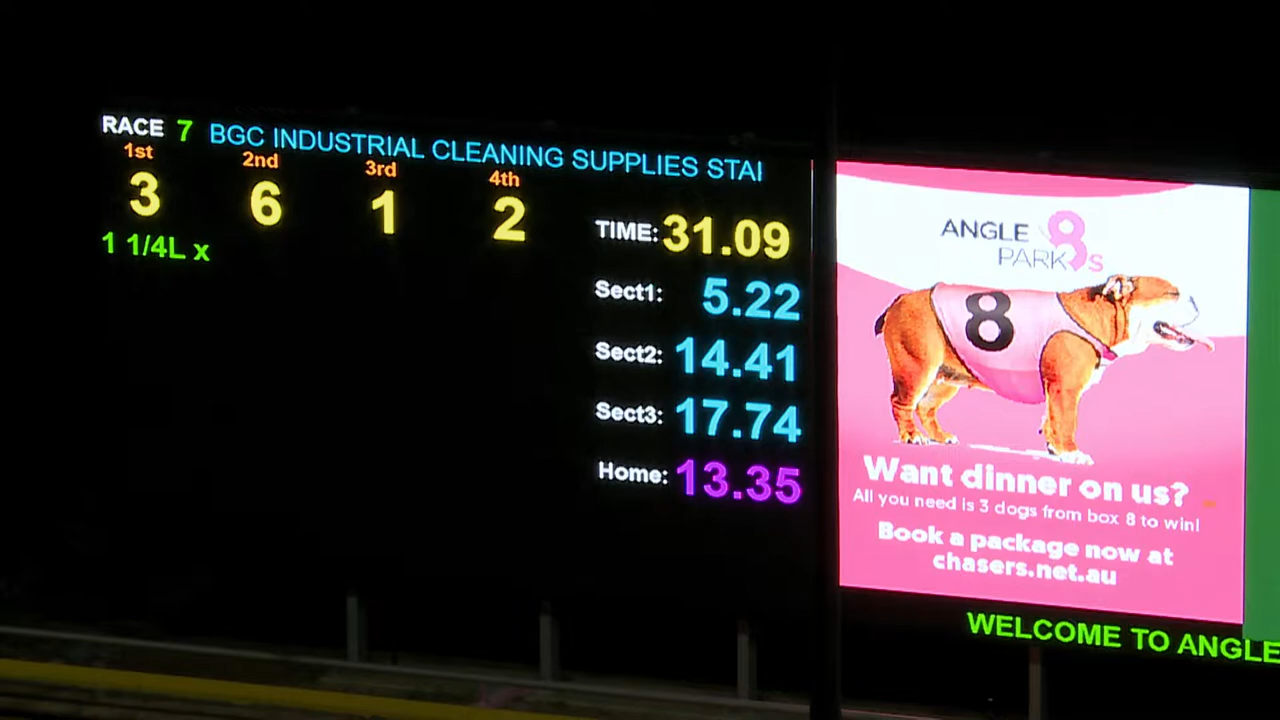 RACE 7 BGC INDUSTRIAL CLEANING SUPPLIES STAI
1st 2nd 3rd 4th
3 6 1 2
1 1/4L x
TIME: 31.09
Sect1: 5.22
Sect2: 14.41
Sect3: 17.74
Home: 13.35
ANGLE
PARK 8s
8
Want dinner on us?
All you need is 3 dogs from box 8 to win!
Book a package now at
chasers.net.au
WELCOME TO ANGLE